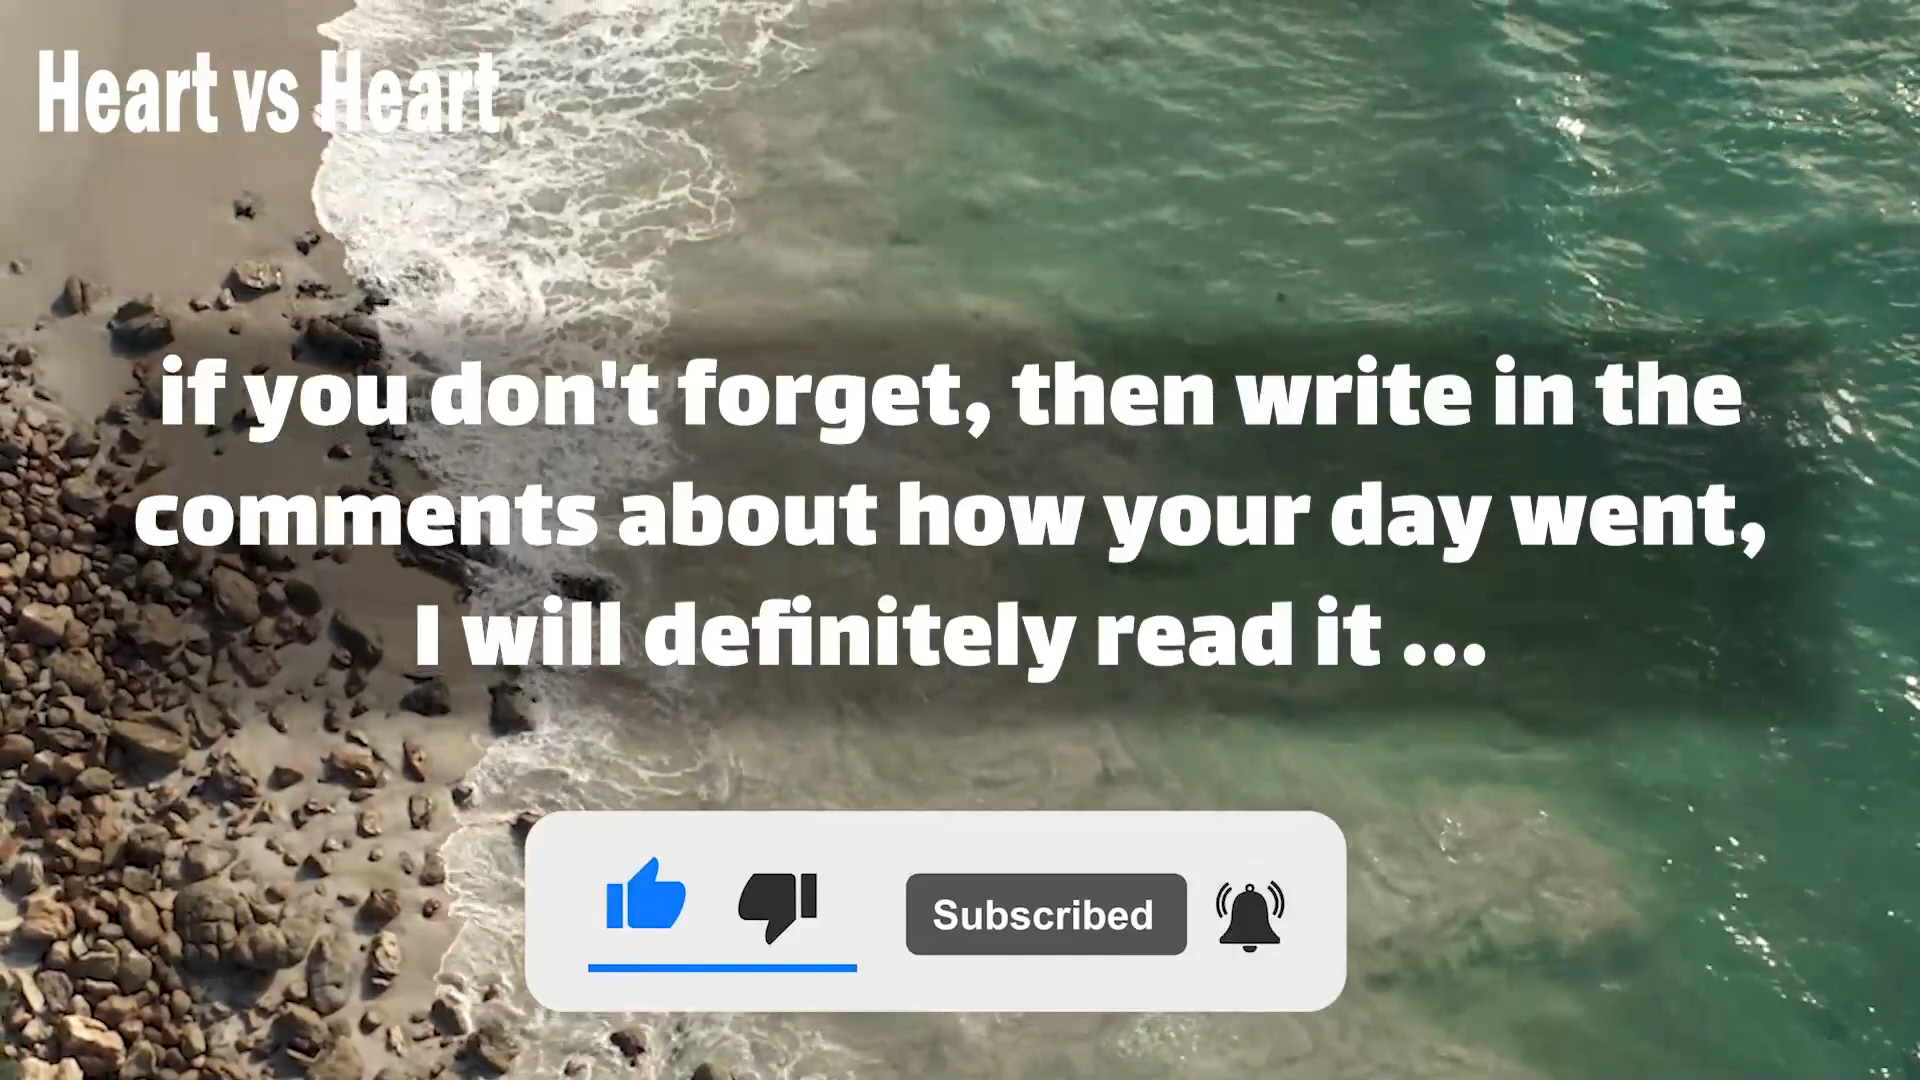 Heart vs Heart
if you don't forget, then write in the
comments about how your day went,
I will definitely read it ...
Subscribed